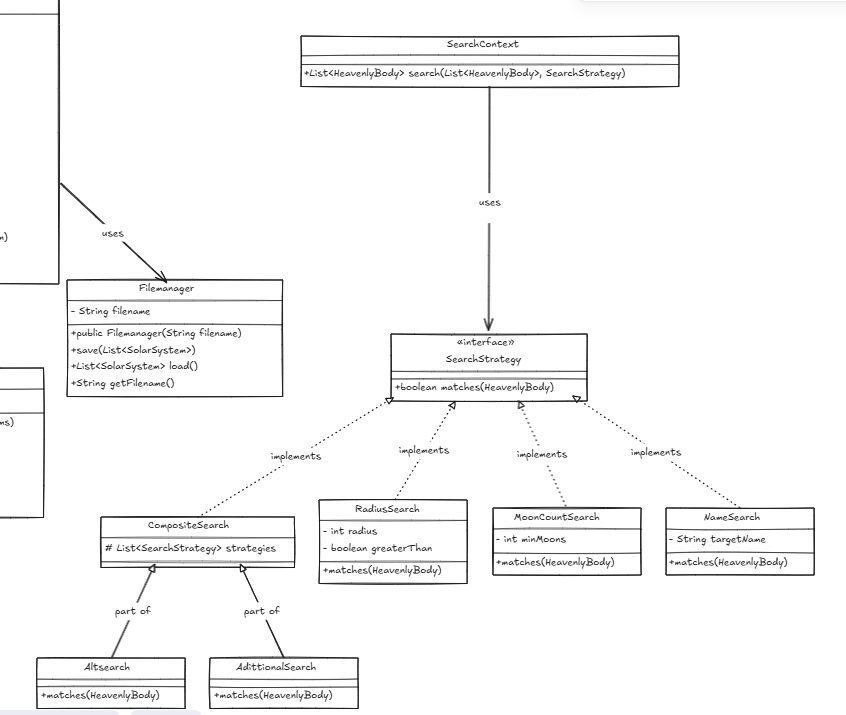 SearchContext
+List<HeavenlyBody> search(List<HeavenlyBody>, SearchStrategy)
uses
n)
uses
Filemanager
- String filename
+public Filemanager(String filename)
+save(List<SolarSystem>)
+List<SolarSystem> load()
+String getFilename()
«interface»
SearchStrategy
+boolean matches(HeavenlyBody)
ms)
implements
implements
implements
implements
CompositeSearch
# List<SearchStrategy> strategies
RadiusSearch
- int radius
- boolean greaterThan
+matches(HeavenlyBody)
MoonCountSearch
- int minMoons
+matches(HeavenlyBody)
NameSearch
- String targetName
+matches(HeavenlyBody)
part of
part of
Altsearch
+matches(HeavenlyBody)
AdittionalSearch
+matches(HeavenlyBody)